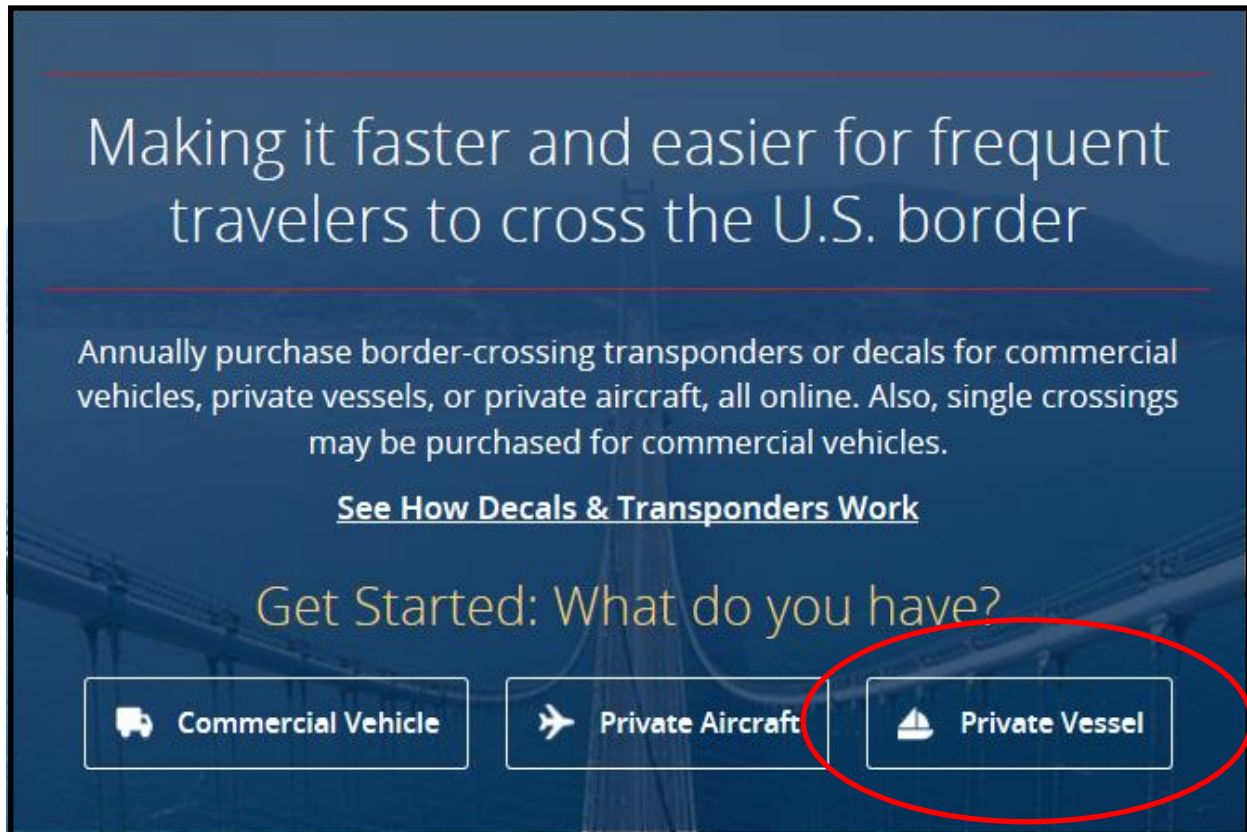 Making it faster and easier for frequent
travelers to cross the U.S. border
Annually purchase border-crossing transponders or decals for commercial
vehicles, private vessels, or private aircraft, all online. Also, single crossings
may be purchased for commercial vehicles.
See How Decals & Transponders Work
Get Started: What do you have?
Commercial Vehicle
Private Aircraft
Private Vessel